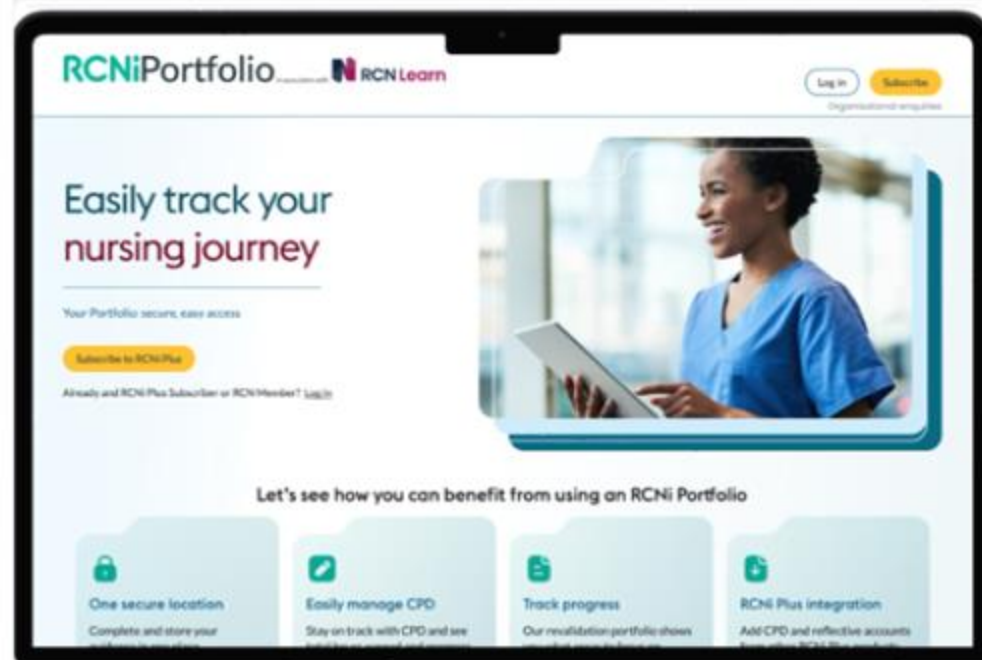 RCNiPortfolio in association with RCN Learn
Log in
Subscribe
Organisational enquiries
Easily track your
nursing journey
Your Portfolio: secure, easy access
Subscribe to RCNi Plus
Already and RCNi Plus Subscriber or RCN Member? Log in
Let's see how you can benefit from using an RCNi Portfolio
One secure location
Easily manage CPD
Track progress
RCNi Plus integration
Complete and store your
Stay on track with CPD and see
Our revalidation portfolio shows
Add CPD and reflective accounts